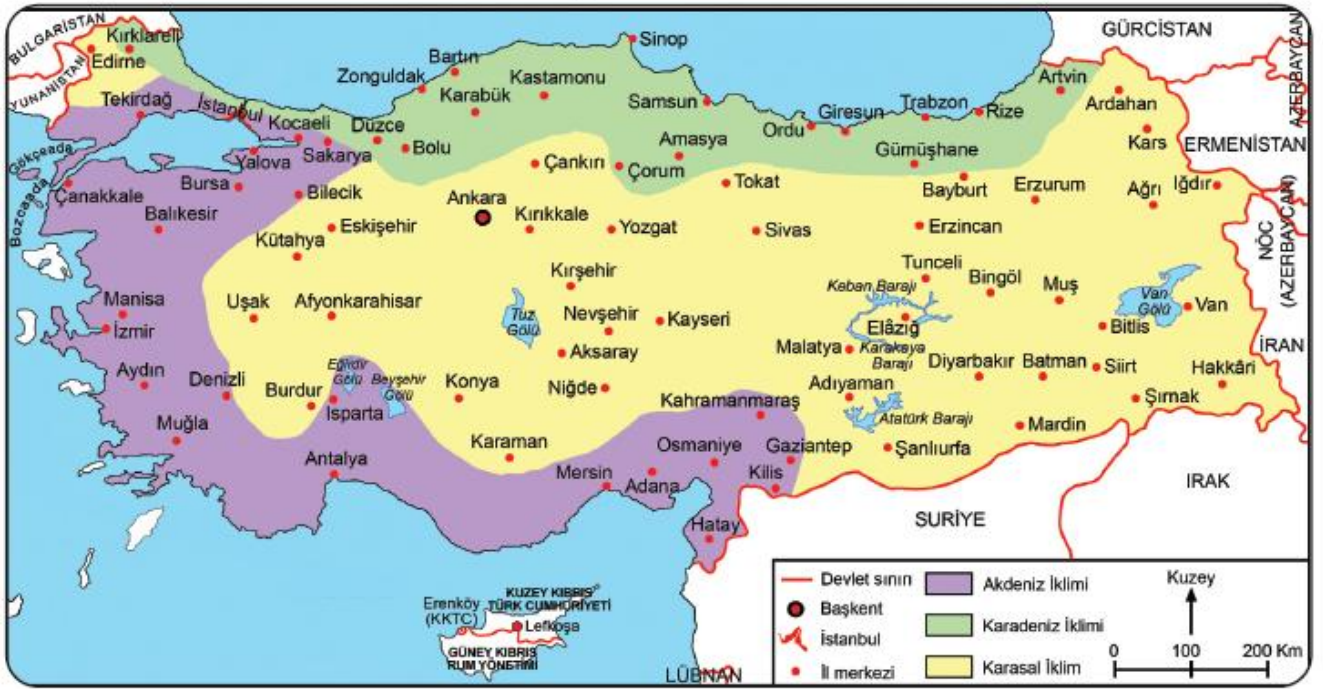 BULGARİSTAN
YUNANİSTAN
GÜRCİSTAN
AZERBAYCAN
ERMENİSTAN
NÖÇ
(AZERBAYCAN)
İRAN
IRAK
SURİYE
LÜBNAN
Kırklareli
Edirne
Tekirdağ
İstanbul
Kocaeli
Sakarya
Yalova
Gökçeada
Bozcaada
Çanakkale
Bursa
Bilecik
Balıkesir
Düzce
Bolu
Zonguldak
Bartın
Karabük
Kastamonu
Sinop
Samsun
Çankırı
Çorum
Amasya
Tokat
Ordu
Giresun
Trabzon
Rize
Artvin
Gümüşhane
Bayburt
Ardahan
Kars
Iğdır
Ağrı
Erzurum
Erzincan
Ankara
Kırıkkale
Yozgat
Sivas
Eskişehir
Kütahya
Kırşehir
Nevşehir
Kayseri
Tuz
Gölü
Aksaray
Niğde
Manisa
İzmir
Uşak
Afyonkarahisar
Aydın
Denizli
Muğla
Burdur
Eğirdir
Gölü
Isparta
Beyşehir
Gölü
Konya
Karaman
Antalya
Mersin
Adana
Osmaniye
Kahramanmaraş
Gaziantep
Kilis
Hatay
Tunceli
Bingöl
Muş
Keban Barajı
Elâzığ
Karakaya
Barajı
Malatya
Adıyaman
Atatürk Barajı
Şanlıurfa
Diyarbakır
Batman
Mardin
Siirt
Bitlis
Van
Gölü
Van
Hakkâri
Şırnak
KUZEY KIBRIS
TÜRK CUMHURİYETİ
Erenköy
(KKTC)
Lefkoşa
GÜNEY KIBRIS
RUM YÖNETİMİ
Devlet sınırı
Başkent
İstanbul
İl merkezi
Akdeniz İklimi
Karadeniz İklimi
Karasal İklim
Kuzey
0 100 200 Km